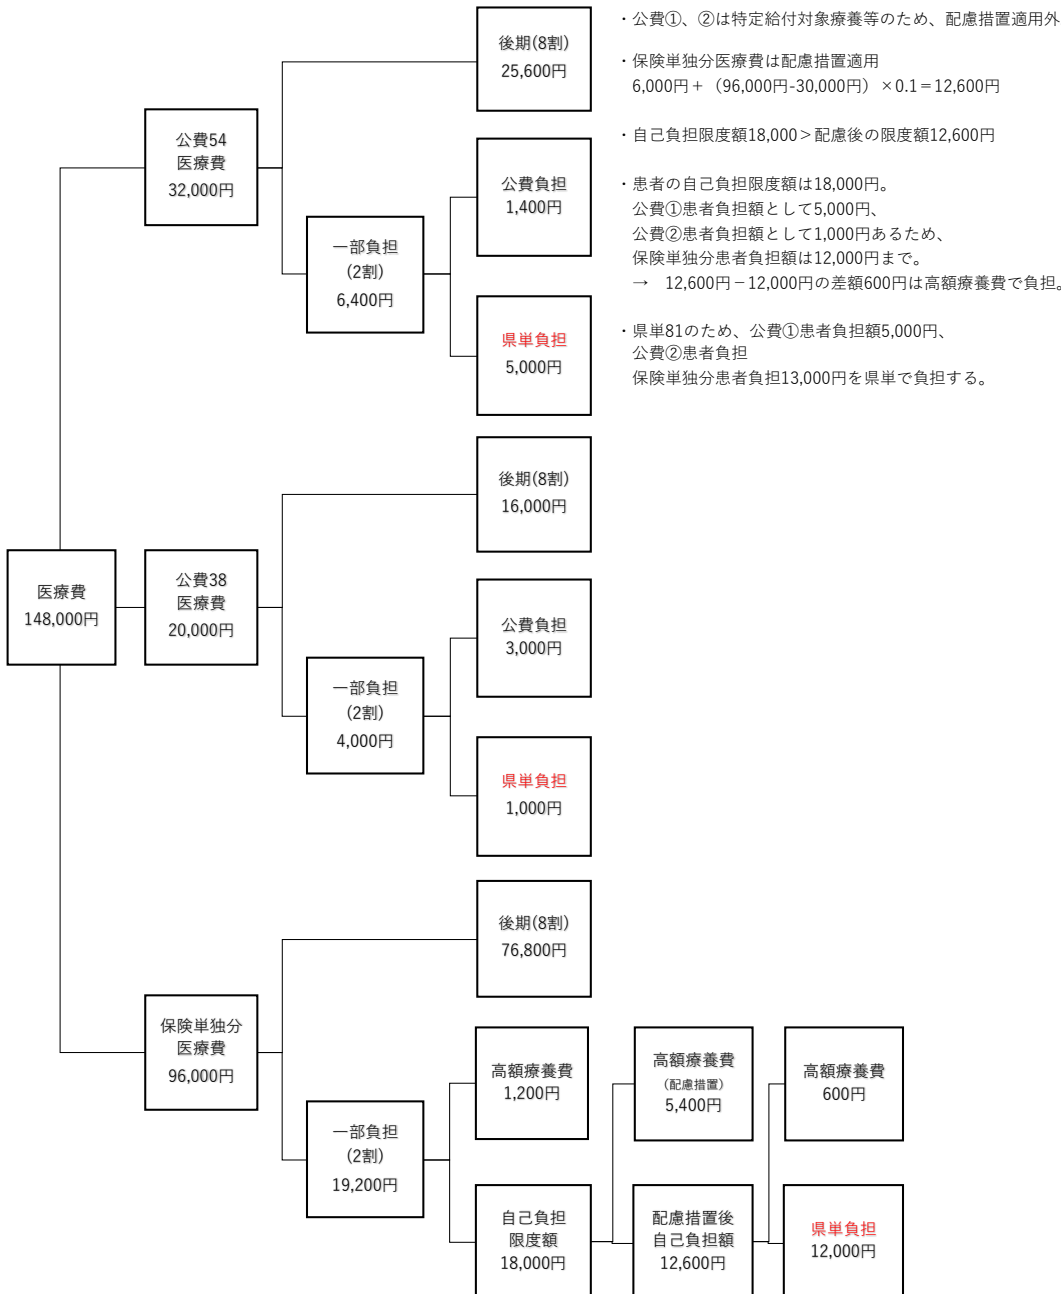 後期(8割)
25,600円
・公費①、②は特定給付対象療養等のため、配慮措置適用外
・保険単独分医療費は配慮措置適用
6,000円＋（96,000円-30,000円）×0.1＝12,600円
・自己負担限度額18,000＞配慮後の限度額12,600円
・患者の自己負担限度額は18,000円。
公費①患者負担額として5,000円、
公費②患者負担額として1,000円あるため、
保険単独分患者負担額は12,000円まで。
→　12,600円－12,000円の差額600円は高額療養費で負担。
・県単81のため、公費①患者負担額5,000円、
公費②患者負担
保険単独分患者負担13,000円を県単で負担する。
公費54
医療費
32,000円
公費負担
1,400円
一部負担
(2割)
6,400円
県単負担
5,000円
後期(8割)
16,000円
医療費
148,000円
公費38
医療費
20,000円
公費負担
3,000円
一部負担
(2割)
4,000円
県単負担
1,000円
後期(8割)
76,800円
保険単独分
医療費
96,000円
高額療養費
1,200円
高額療養費
（配慮措置）
5,400円
高額療養費
600円
一部負担
(2割)
19,200円
自己負担
限度額
18,000円
配慮措置後
自己負担額
12,600円
県単負担
12,000円